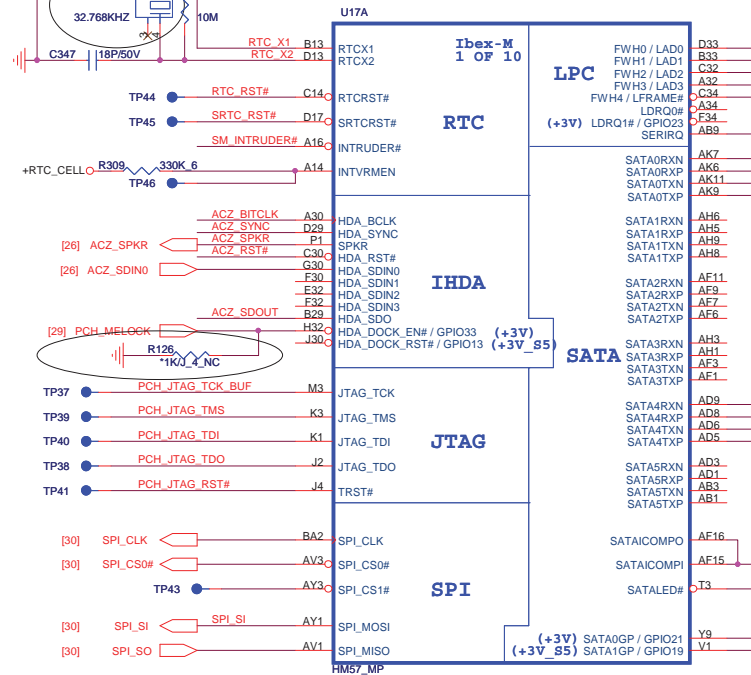 U17A
32.768KHZ
10M
3
4
C347
18P/50V
RTC_X1 B13 RTCX1
RTC_X2 D13 RTCX2
Ibex-M
1 OF 10
LPC
FWH0 / LAD0 D33
FWH1 / LAD1 B33
FWH2 / LAD2 C32
FWH3 / LAD3 A32
FWH4 / LFRAME# C34
LDRQ0# A34
(+3V) LDRQ1# / GPIO23 F34
SERIRQ AB9
TP44 RTC_RST# C14 RTCRST#
TP45 SRTC_RST# D17 SRTCRST#
RTC
SM_INTRUDER# A16 INTRUDER#
+RTC_CELL R309 330K_6 A14 INTVRMEN
TP46
SATA0RXN AK7
SATA0RXP AK6
SATA0TXN AK11
SATA0TXP AK9
ACZ_BITCLK A30 HDA_BCLK
ACZ_SYNC D29 HDA_SYNC
[26] ACZ_SPKR ACZ_SPKR P1 SPKR
ACZ_RST# C30 HDA_RST#
[26] ACZ_SDIN0 G30 HDA_SDIN0
F30 HDA_SDIN1
E32 HDA_SDIN2
F32 HDA_SDIN3
ACZ_SDOUT B29 HDA_SDO
[29] PCH_MELOCK H32 HDA_DOCK_EN# / GPIO33 (+3V)
J30 HDA_DOCK_RST# / GPIO13 (+3V_S5)
IHDA
R126
*1K/J_4_NC
SATA1RXN AH6
SATA1RXP AH5
SATA1TXN AH9
SATA1TXP AH8
SATA2RXN AF11
SATA2RXP AF9
SATA2TXN AF7
SATA2TXP AF6
SATA
SATA3RXN AH3
SATA3RXP AH1
SATA3TXN AF3
SATA3TXP AF1
TP37 PCH_JTAG_TCK_BUF M3 JTAG_TCK
TP39 PCH_JTAG_TMS K3 JTAG_TMS
TP40 PCH_JTAG_TDI K1 JTAG_TDI
JTAG
TP38 PCH_JTAG_TDO J2 JTAG_TDO
TP41 PCH_JTAG_RST# J4 TRST#
SATA4RXN AD9
SATA4RXP AD8
SATA4TXN AD6
SATA4TXP AD5
SATA5RXN AD3
SATA5RXP AD1
SATA5TXN AB3
SATA5TXP AB1
[30] SPI_CLK BA2 SPI_CLK
[30] SPI_CS0# AV3 SPI_CS0#
TP43 AY3 SPI_CS1#
SPI
[30] SPI_SI SPI_SI AY1 SPI_MOSI
[30] SPI_SO AV1 SPI_MISO
SATAICOMPO AF16
SATAICOMPI AF15
SATALED# T3
(+3V) SATA0GP / GPIO21 Y9
(+3V_S5) SATA1GP / GPIO19 V1
HM57_MP